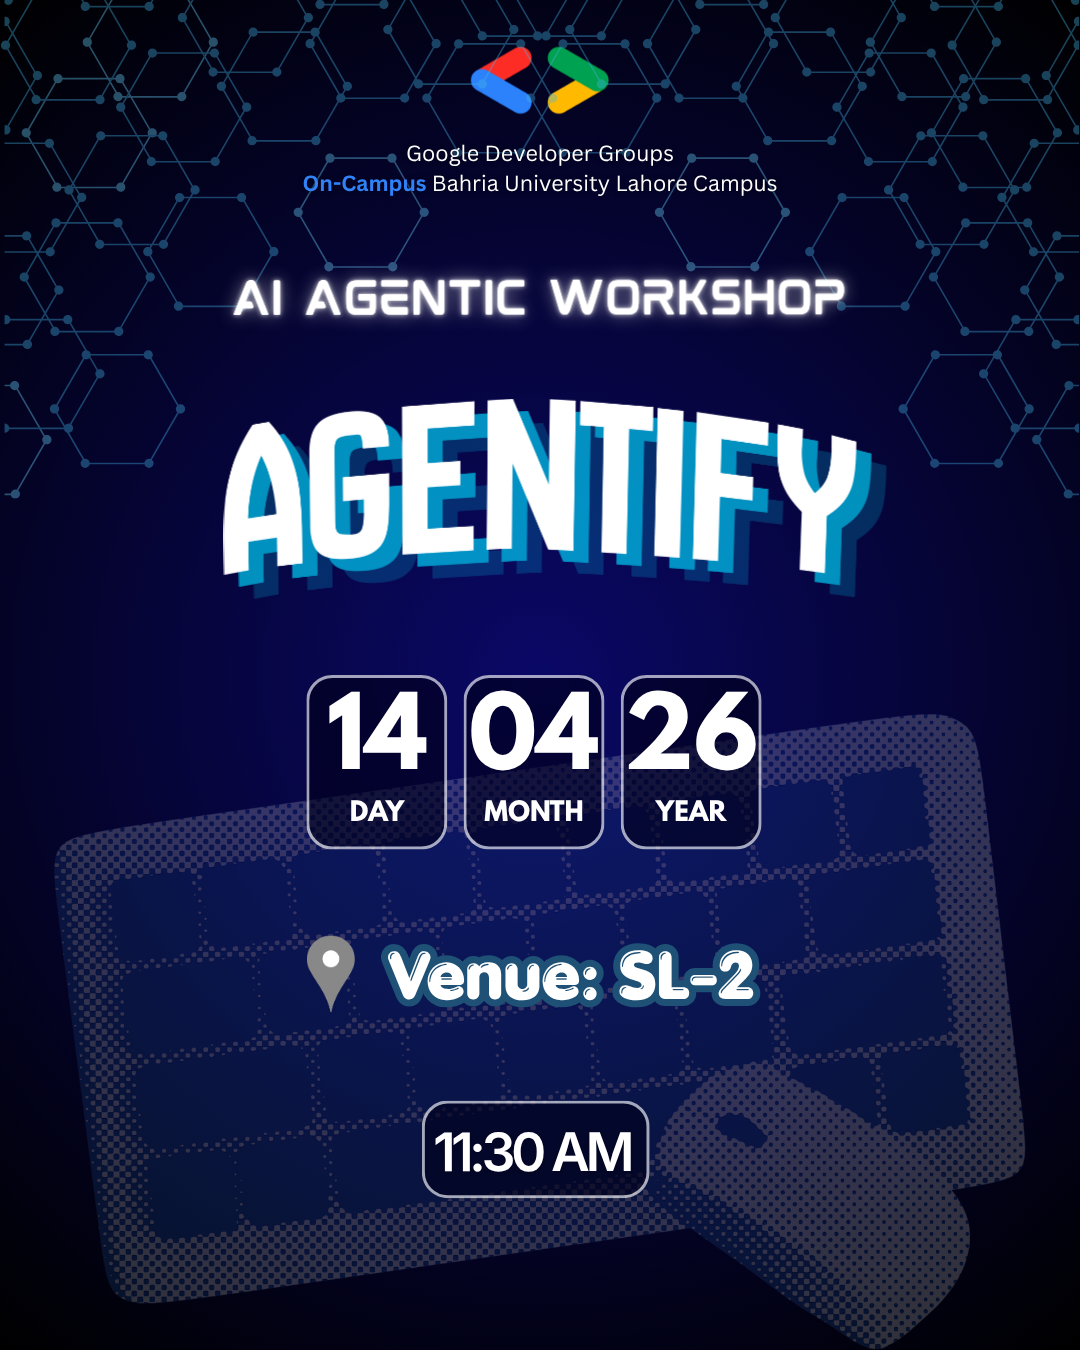 Google Developer Groups
On-Campus Bahria University Lahore Campus
AI AGENTIC WORKSHOP
AGENTIFY
14 04 26
DAY MONTH YEAR
Venue: SL-2
11:30 AM